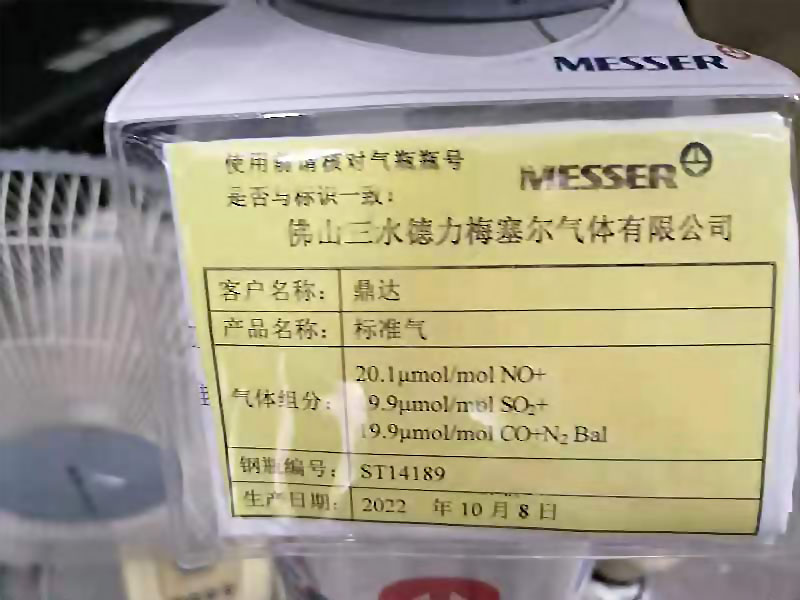 MESSER
使用前请核对气瓶瓶号
MESSER
是否与标识一致：
佛山三水德力梅塞尔气体有限公司
客户名称： 鼎达
产品名称： 标准气
气体组分： 20.1μmol/mol NO+
9.9μmol/mol SO₂+
19.9μmol/mol CO+N₂ Bal
钢瓶编号： ST14189
生产日期： 2022 年 10 月 8 日